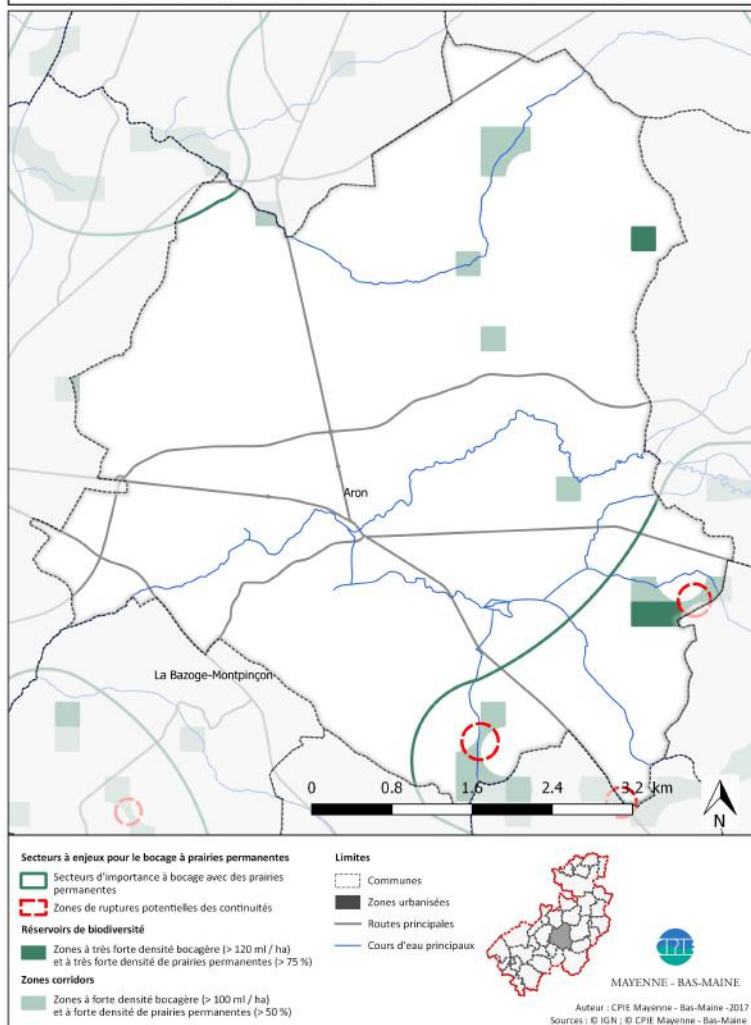 Aron
La Bazoge-Montpinçon
0 0.8 1.6 2.4 3.2 km
N
Secteurs à enjeux pour le bocage à prairies permanentes
Secteurs d'importance à bocage avec des prairies
permanentes
Zones de ruptures potentielles des continuités
Réservoirs de biodiversité
Zones à très forte densité bocagère (> 120 ml / ha)
et à très forte densité de prairies permanentes (> 75 %)
Zones corridors
Zones à forte densité bocagère (> 100 ml / ha)
et à forte densité de prairies permanentes (> 50 %)
Limites
Communes
Zones urbanisées
Routes principales
Cours d'eau principaux
CPIE
MAYENNE - BAS-MAINE
Auteur : CPIE Mayenne - Bas-Maine -2017
Sources : © IGN ; © CPIE Mayenne - Bas-Maine